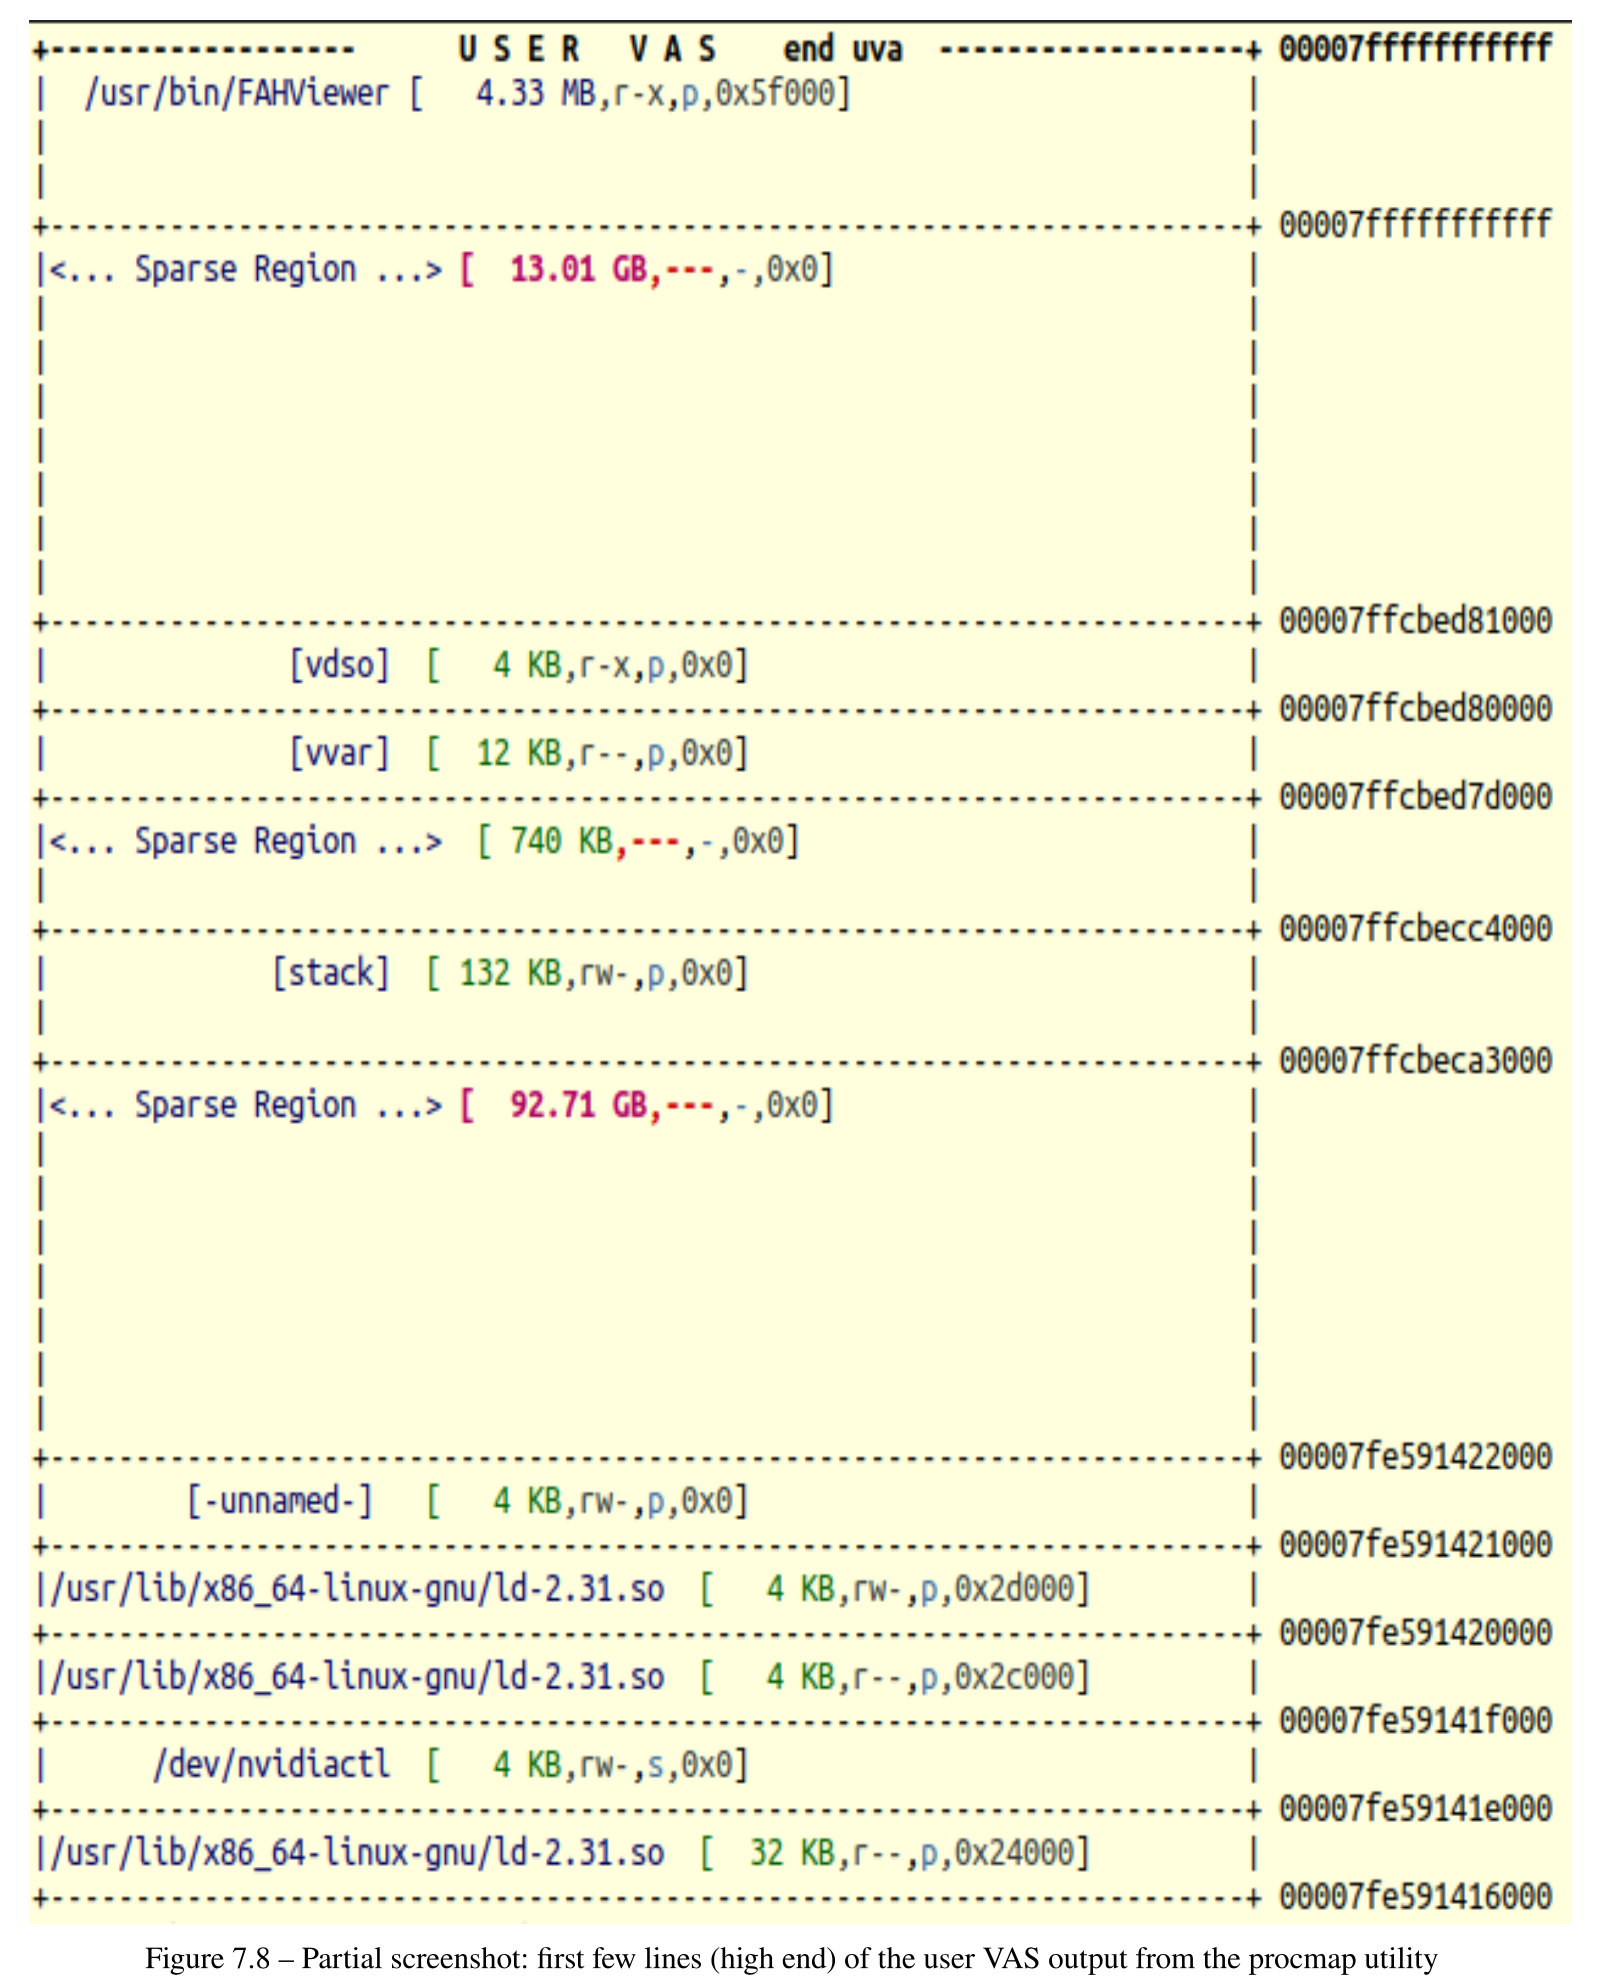 +------------------      U S E R   V A S    end uva  ------------------+ 00007fffffffffff
|  /usr/bin/FAHViewer [   4.33 MB,r-x,p,0x5f000]                        |
|                                                                       |
|                                                                       |
+-----------------------------------------------------------------------+ 00007fffffffffff
|<... Sparse Region ...> [  13.01 GB,---,-,0x0]                         |
|                                                                       |
|                                                                       |
|                                                                       |
|                                                                       |
|                                                                       |
|                                                                       |
|                                                                       |
+-----------------------------------------------------------------------+ 00007ffcbed81000
|              [vdso]  [   4 KB,r-x,p,0x0]                              |
+-----------------------------------------------------------------------+ 00007ffcbed80000
|              [vvar]  [  12 KB,r--,p,0x0]                              |
+-----------------------------------------------------------------------+ 00007ffcbed7d000
|<... Sparse Region ...>  [ 740 KB,---,-,0x0]                           |
|                                                                       |
+-----------------------------------------------------------------------+ 00007ffcbecc4000
|             [stack]  [ 132 KB,rw-,p,0x0]                              |
|                                                                       |
+-----------------------------------------------------------------------+ 00007ffcbeca3000
|<... Sparse Region ...> [  92.71 GB,---,-,0x0]                         |
|                                                                       |
|                                                                       |
|                                                                       |
|                                                                       |
|                                                                       |
|                                                                       |
|                                                                       |
+-----------------------------------------------------------------------+ 00007fe591422000
|        [-unnamed-]   [   4 KB,rw-,p,0x0]                              |
+-----------------------------------------------------------------------+ 00007fe591421000
|/usr/lib/x86_64-linux-gnu/ld-2.31.so  [   4 KB,rw-,p,0x2d000]          |
+-----------------------------------------------------------------------+ 00007fe591420000
|/usr/lib/x86_64-linux-gnu/ld-2.31.so  [   4 KB,r--,p,0x2c000]          |
+-----------------------------------------------------------------------+ 00007fe59141f000
|      /dev/nvidiactl  [   4 KB,rw-,s,0x0]                              |
+-----------------------------------------------------------------------+ 00007fe59141e000
|/usr/lib/x86_64-linux-gnu/ld-2.31.so  [  32 KB,r--,p,0x24000]          |
+-----------------------------------------------------------------------+ 00007fe591416000
Figure 7.8 – Partial screenshot: first few lines (high end) of the user VAS output from the procmap utility